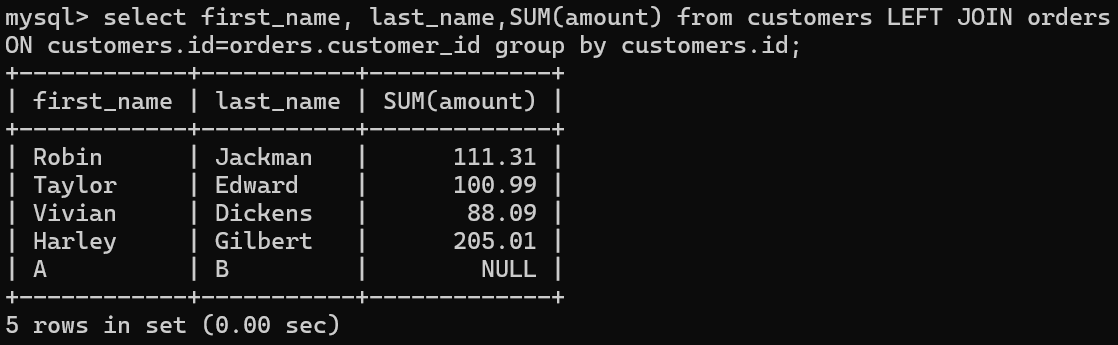 mysql> select first_name, last_name,SUM(amount) from customers LEFT JOIN orders
ON customers.id=orders.customer_id group by customers.id;
+------------+-----------+-------------+
| first_name | last_name | SUM(amount) |
+------------+-----------+-------------+
| Robin      | Jackman   |      111.31 |
| Taylor     | Edward    |      100.99 |
| Vivian     | Dickens   |       88.09 |
| Harley     | Gilbert   |      205.01 |
| A          | B         |        NULL |
+------------+-----------+-------------+
5 rows in set (0.00 sec)